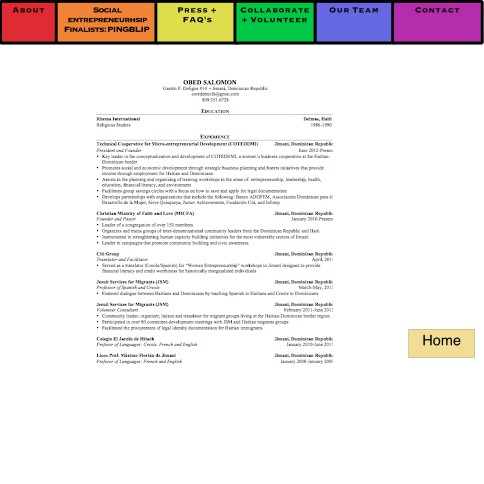 About
Social entrepreneurhsip Finalists: PINGBLIP
Press + FAQ's
Collaborate + Volunteer
Our Team
Contact
OBED SALOMON
Gastón F. Deligne #14 • Jimaní, Dominican Republic
cotedemicfn@gmail.com
809.351.6728
EDUCATION
Rhema International Delmas, Haiti
Religious Studies 1986-1990
EXPERIENCE
Technical Cooperative for Micro-entrepreneurial Development (COTEDEMI) Jimaní, Dominican Republic
President and Founder June 2012-Presen
• Key leader in the conceptualization and development of COTEDEMI, a women's business cooperative at the Haitian-
Dominican border
• Promotes social and economic development through strategic business planning and fosters initiatives that provide
income through employment for Haitians and Dominicans
• Assists in the planning and organizing of training workshops in the areas of: entrepreneurship, leadership, health,
education, financial literacy, and environment
• Facilitates group savings circles with a focus on how to save and apply for legal documentation
• Develops partnerships with organizations that include the following: Banco ADOPEM, Asociación Dominicana para el
Desarrollo de la Mujer, Sirve Quisqueya, Junior Achievement, Fundación Citi, and Infotep
Christian Ministry of Faith and Love (MICFA) Jimaní, Dominican Republic
Founder and Pastor January 2010-Present
• Leader of a congregation of over 150 members
• Organizes and trains groups of inter-denominational community leaders from the Dominican Republic and Haiti
• Instrumental in strengthening human capacity building initiatives for the most vulnerable sectors of Jimaní
• Leader in campaigns that promote community building and civic awareness
Citi Group Jimaní, Dominican Republic
Translator and Facilitator April, 201
• Served as a translator (Creole/Spanish) for "Women Entrepreneurship" workshops in Jimaní designed to provide
financial literacy and credit worthiness for historically marginalized individuals
Jesuit Services for Migrants (JSM) Jimaní, Dominican Republic
Professor of Spanish and Creole March-May, 201
• Fostered dialogue between Haitians and Dominicans by teaching Spanish to Haitians and Creole to Dominicans
Jesuit Services for Migrants (JSM) Jimaní, Dominican Republic
Volunteer Consultant February 2011-June 201
• Community leader, organizer, liaison and translator for migrant groups living at the Haitian-Dominican border region
• Participated in over 80 committee development meetings with JSM and Haitian migrants groups
• Facilitated the procurement of legal identity documentation for Haitian immigrants
Colegio El Jardín de Hitsch Jimaní, Dominican Republic
Professor of Languages: Creole, French and English January 2010-June 201
Liceo Prof. Máximo Florián de Jimaní Jimaní, Dominican Republic
Professor of Languages- French and English January 2008-January 200
Home